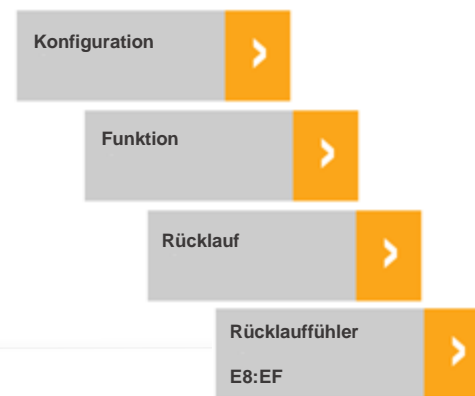 Konfiguration
Funktion
Rücklauf
Rücklauffühler
E8:EF